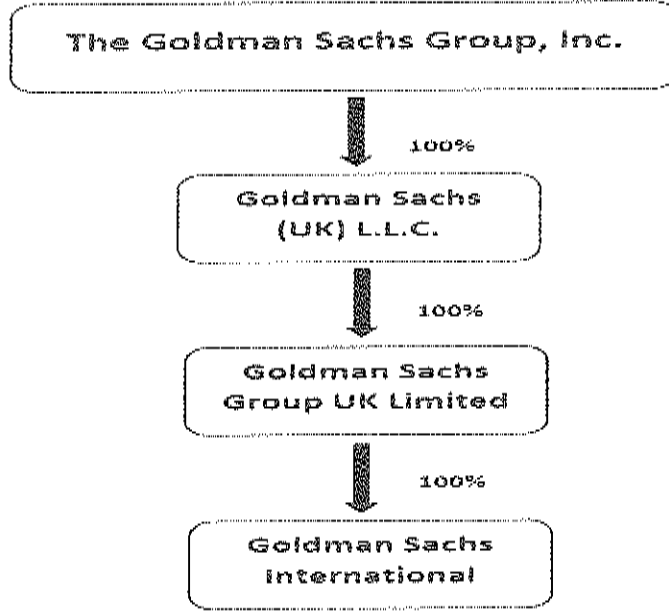 The Goldman Sachs Group, Inc.
100%
Goldman Sachs
(UK) L.L.C.
100%
Goldman Sachs
Group UK Limited
100%
Goldman Sachs
International